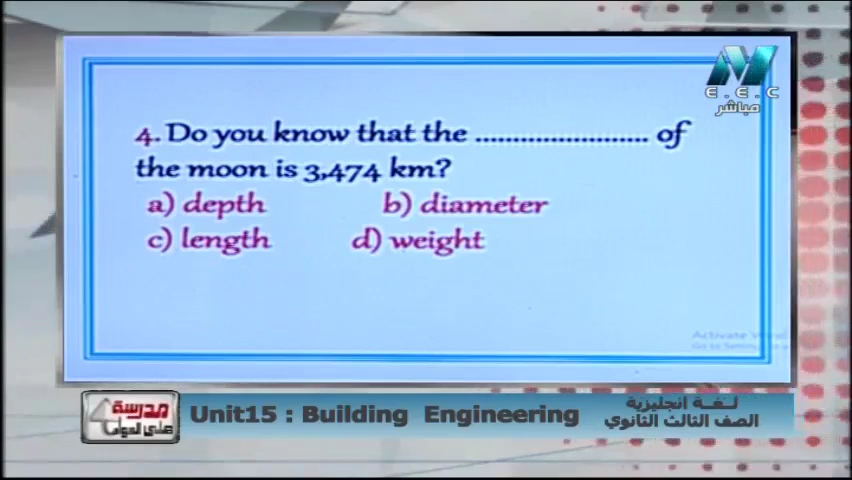 E.E.C
مباشر
4. Do you know that the ........................ of
the moon is 3,474 km?
a) depth b) diameter
c) length d) weight
مدرسة
على الهواء
Unit15 : Building Engineering
لغة إنجليزية
الصف الثالث الثانوي